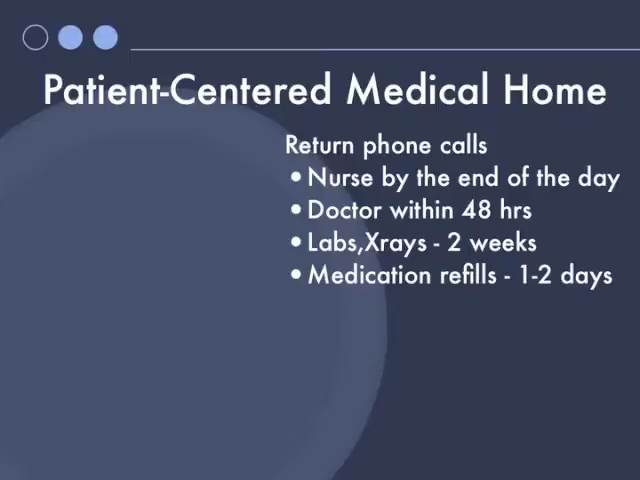 Patient-Centered Medical Home
Return phone calls
•Nurse by the end of the day
•Doctor within 48 hrs
•Labs,Xrays - 2 weeks
•Medication refills - 1-2 days